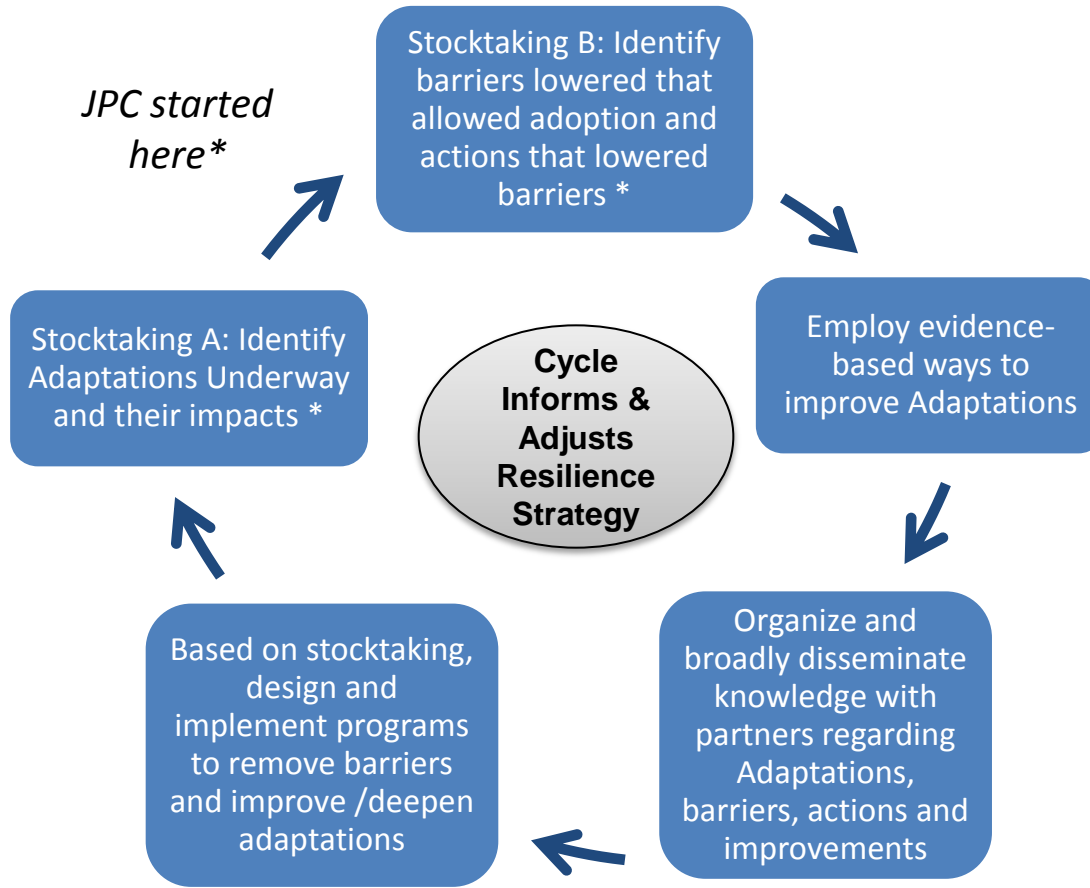 JPC started
here*
Stocktaking B: Identify
barriers lowered that
allowed adoption and
actions that lowered
barriers *
Employ evidence-
based ways to
improve Adaptations
Organize and
broadly disseminate
knowledge with
partners regarding
Adaptations,
barriers, actions and
improvements
Based on stocktaking,
design and
implement programs
to remove barriers
and improve /deepen
adaptations
Stocktaking A: Identify
Adaptations Underway
and their impacts *
Cycle
Informs &
Adjusts
Resilience
Strategy